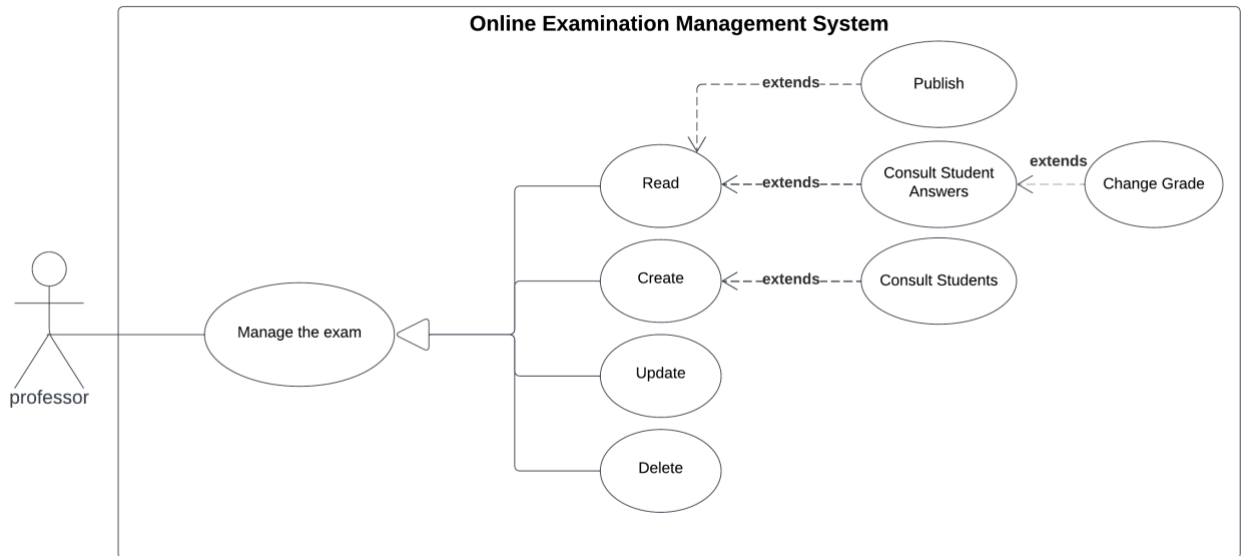 Online Examination Management System
extends
Publish
Read
extends
Consult Student
Answers
extends
Change Grade
Create
extends
Consult Students
Manage the exam
Update
professor
Delete